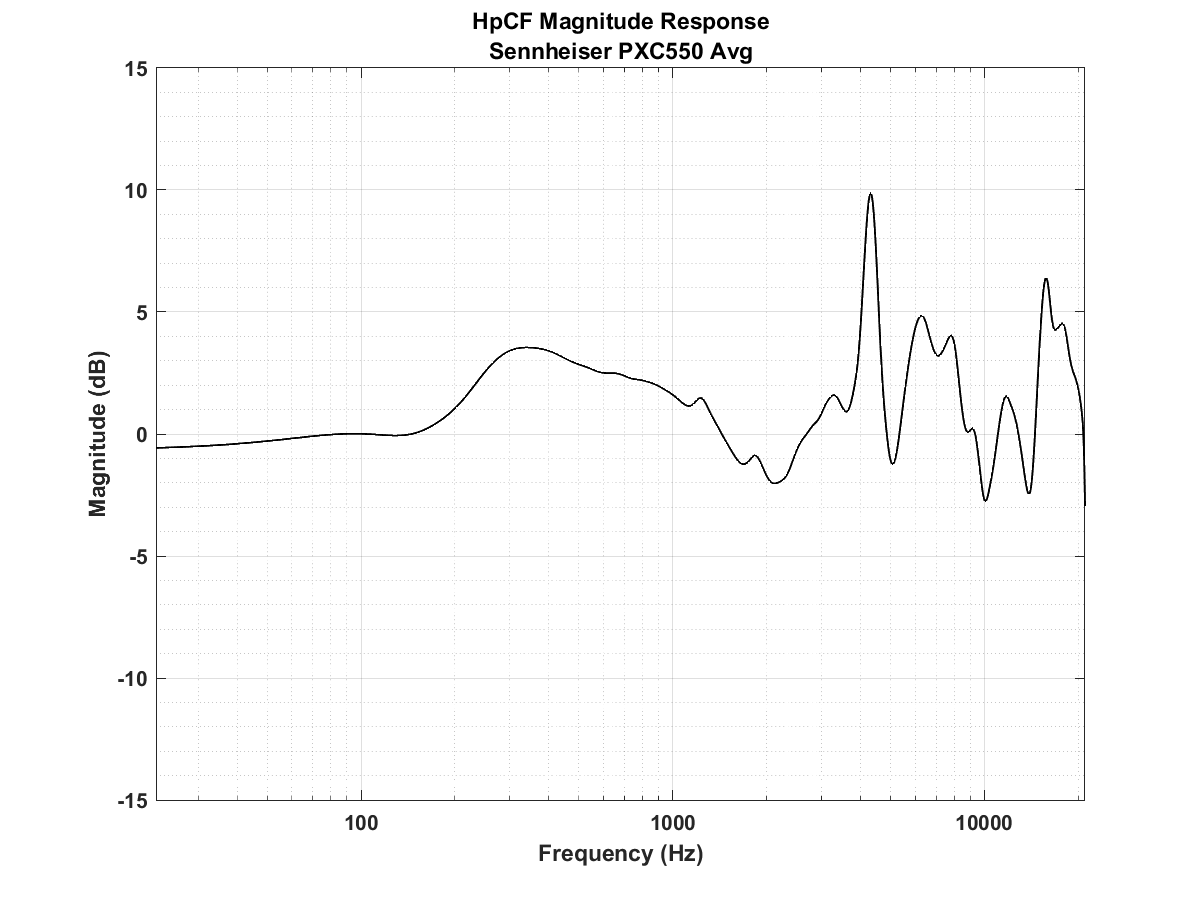 HpCF Magnitude Response
Sennheiser PXC550 Avg
15
10
5
0
-5
-10
-15
Magnitude (dB)
100
1000
10000
Frequency (Hz)